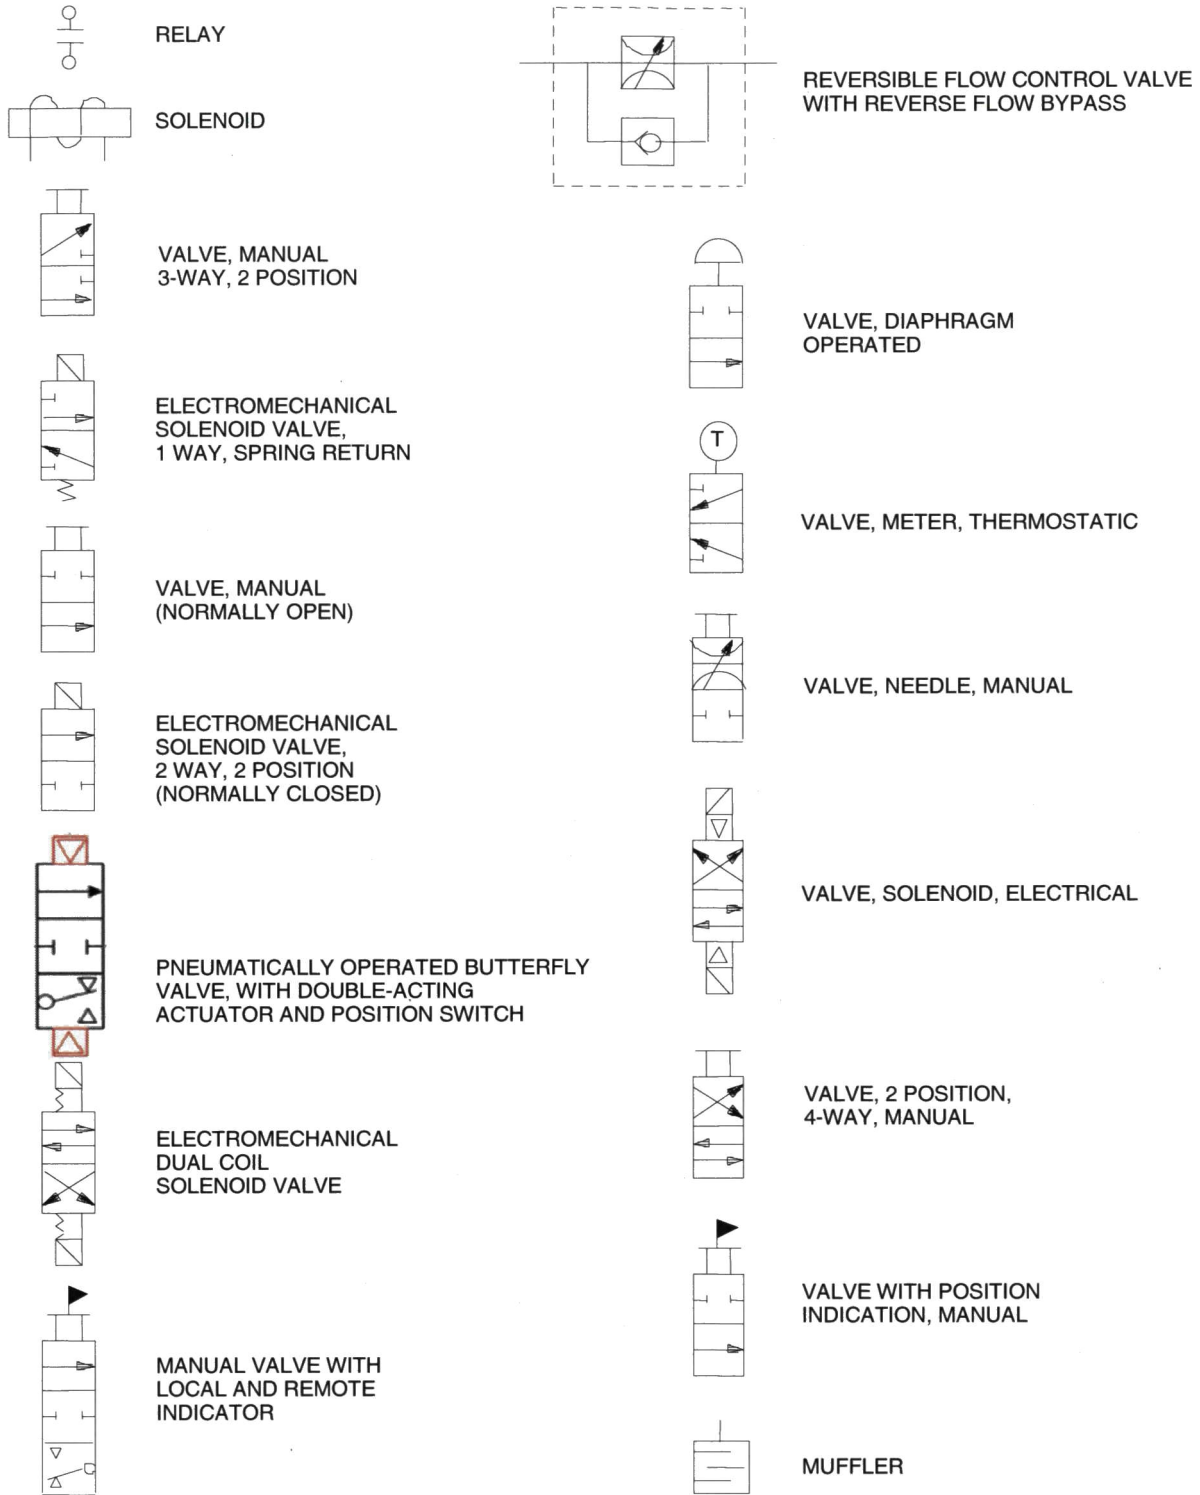 RELAY
SOLENOID
VALVE, MANUAL
3-WAY, 2 POSITION
ELECTROMECHANICAL
SOLENOID VALVE,
1 WAY, SPRING RETURN
VALVE, MANUAL
(NORMALLY OPEN)
ELECTROMECHANICAL
SOLENOID VALVE,
2 WAY, 2 POSITION
(NORMALLY CLOSED)
PNEUMATICALLY OPERATED BUTTERFLY
VALVE, WITH DOUBLE-ACTING
ACTUATOR AND POSITION SWITCH
ELECTROMECHANICAL
DUAL COIL
SOLENOID VALVE
MANUAL VALVE WITH
LOCAL AND REMOTE
INDICATOR
REVERSIBLE FLOW CONTROL VALVE
WITH REVERSE FLOW BYPASS
VALVE, DIAPHRAGM
OPERATED
T
VALVE, METER, THERMOSTATIC
VALVE, NEEDLE, MANUAL
VALVE, SOLENOID, ELECTRICAL
VALVE, 2 POSITION,
4-WAY, MANUAL
VALVE WITH POSITION
INDICATION, MANUAL
MUFFLER